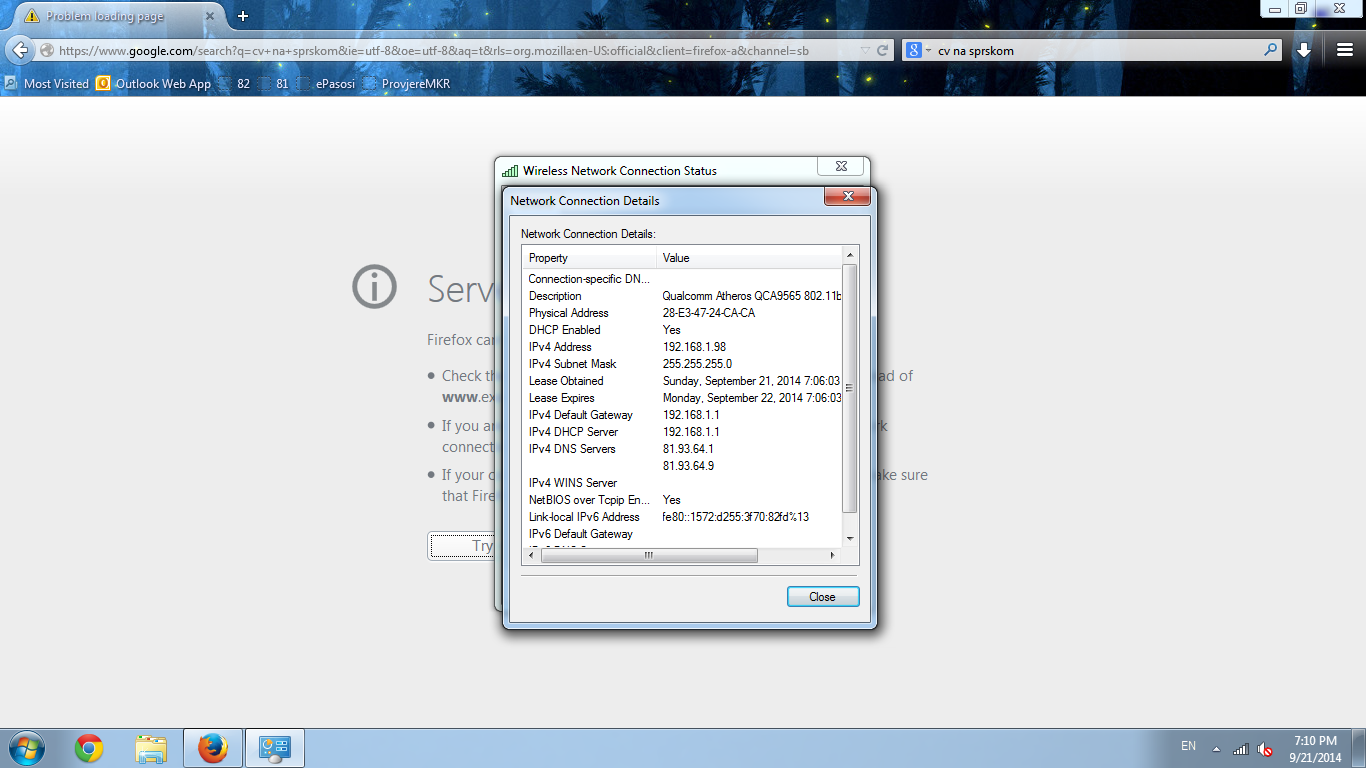 Problem loading page
https://www.google.com/search?q=cv+na+sprskom&ie=utf-8&oe=utf-8&aq=t&rls=org.mozilla:en-US:official&client=firefox-a&channel=sb
cv na sprskom
Most Visited Outlook Web App 82 81 ePasosi ProvjereMKR
Wireless Network Connection Status
Network Connection Details
Network Connection Details:
Property Value
Connection-specific DN...
Description Qualcomm Atheros QCA9565 802.11b
Physical Address 28-E3-47-24-CA-CA
DHCP Enabled Yes
IPv4 Address 192.168.1.98
IPv4 Subnet Mask 255.255.255.0
Lease Obtained Sunday, September 21, 2014 7:06:03
Lease Expires Monday, September 22, 2014 7:06:03
IPv4 Default Gateway 192.168.1.1
IPv4 DHCP Server 192.168.1.1
IPv4 DNS Servers 81.93.64.1
81.93.64.9
IPv4 WINS Server
NetBIOS over Tcpip En... Yes
Link-local IPv6 Address fe80::1572:d255:3f70:82fd%13
IPv6 Default Gateway
Close
Serv
Firefox can
Check th ad of
www.ex
If you ar rk
connect
If your c ake sure
that Fire
Try
EN
7:10 PM
9/21/2014